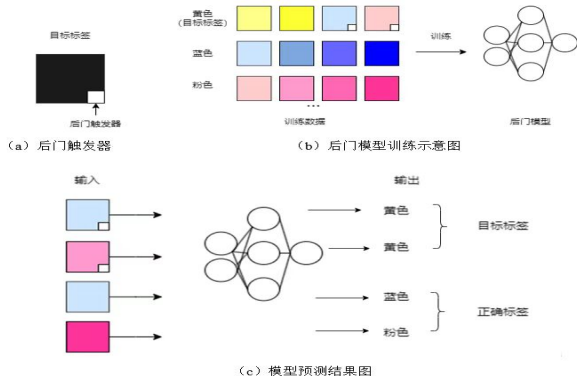 目标标签
后门触发器
（a）后门触发器
黄色
(目标标签)
蓝色
粉色
...
训练数据
训练
后门模型
（b）后门模型训练示意图
输入
输出
黄色
黄色
目标标签
蓝色
粉色
正确标签
（c）模型预测结果图